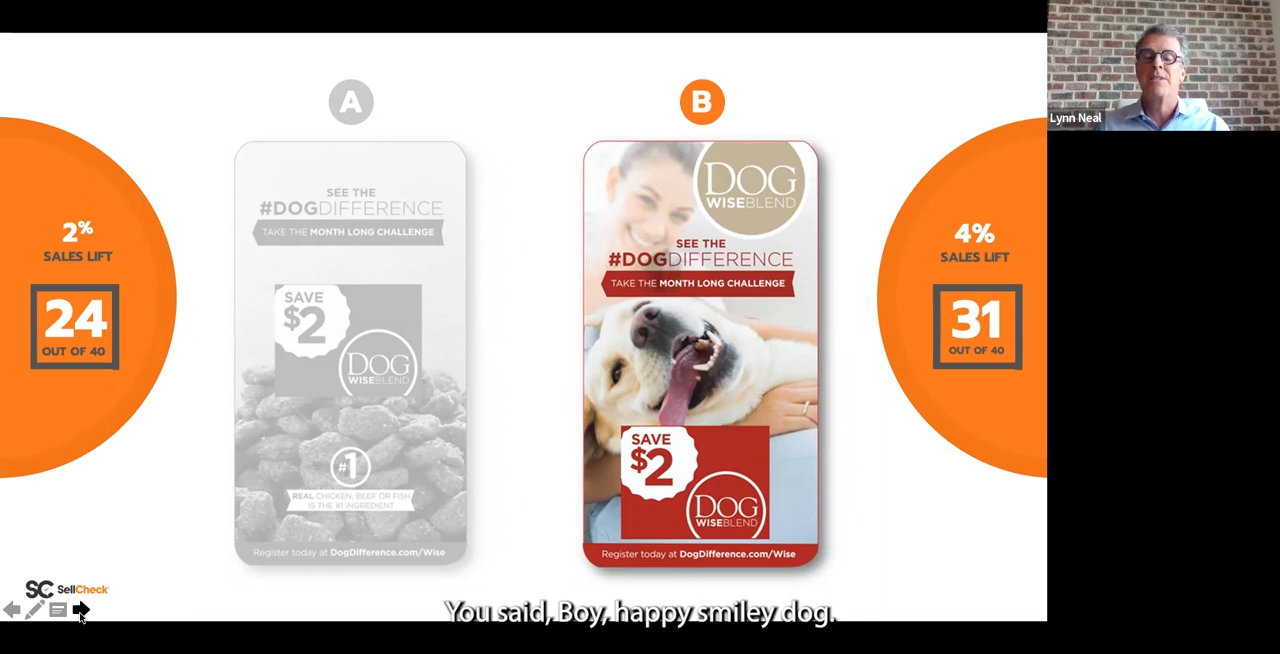 A
B
2%
SALES LIFT
24
OUT OF 40
SEE THE
#DOGDIFFERENCE
TAKE THE MONTH LONG CHALLENGE
SAVE
$2
DOG
WISEBLEND
#1
REAL CHICKEN, BEEF OR FISH
IS THE #1 INGREDIENT
Register today at DogDifference.com/Wise
DOG
WISEBLEND
SEE THE
#DOGDIFFERENCE
TAKE THE MONTH LONG CHALLENGE
SAVE
$2
DOG
WISEBLEND
Register today at DogDifference.com/Wise
4%
SALES LIFT
31
OUT OF 40
Lynn Neal
SC SellCheck
You said, Boy, happy smiley dog.